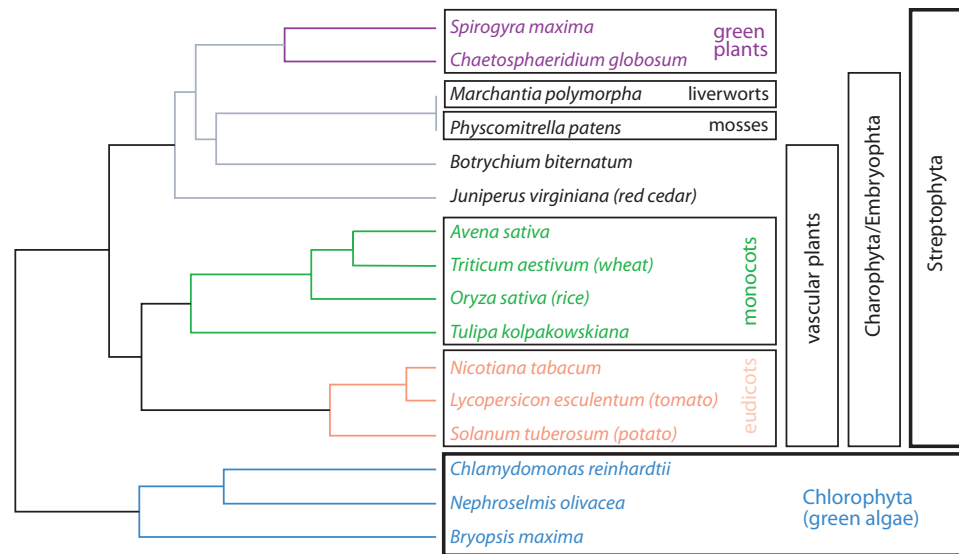 Spirogyra maxima
Chaetosphaeridium globosum
green
plants
Marchantia polymorpha liverworts
Physcomitrella patens mosses
Botrychium biternatum
Juniperus virginiana (red cedar)
Avena sativa
Triticum aestivum (wheat)
Oryza sativa (rice)
Tulipa kolpakowskiana
monocots
Nicotiana tabacum
Lycopersicon esculentum (tomato)
Solanum tuberosum (potato)
eudicots
vascular plants
Charophyta/Embryophta
Streptophyta
Chlamydomonas reinhardtii
Nephroselmis olivacea
Bryopsis maxima
Chlorophyta
(green algae)